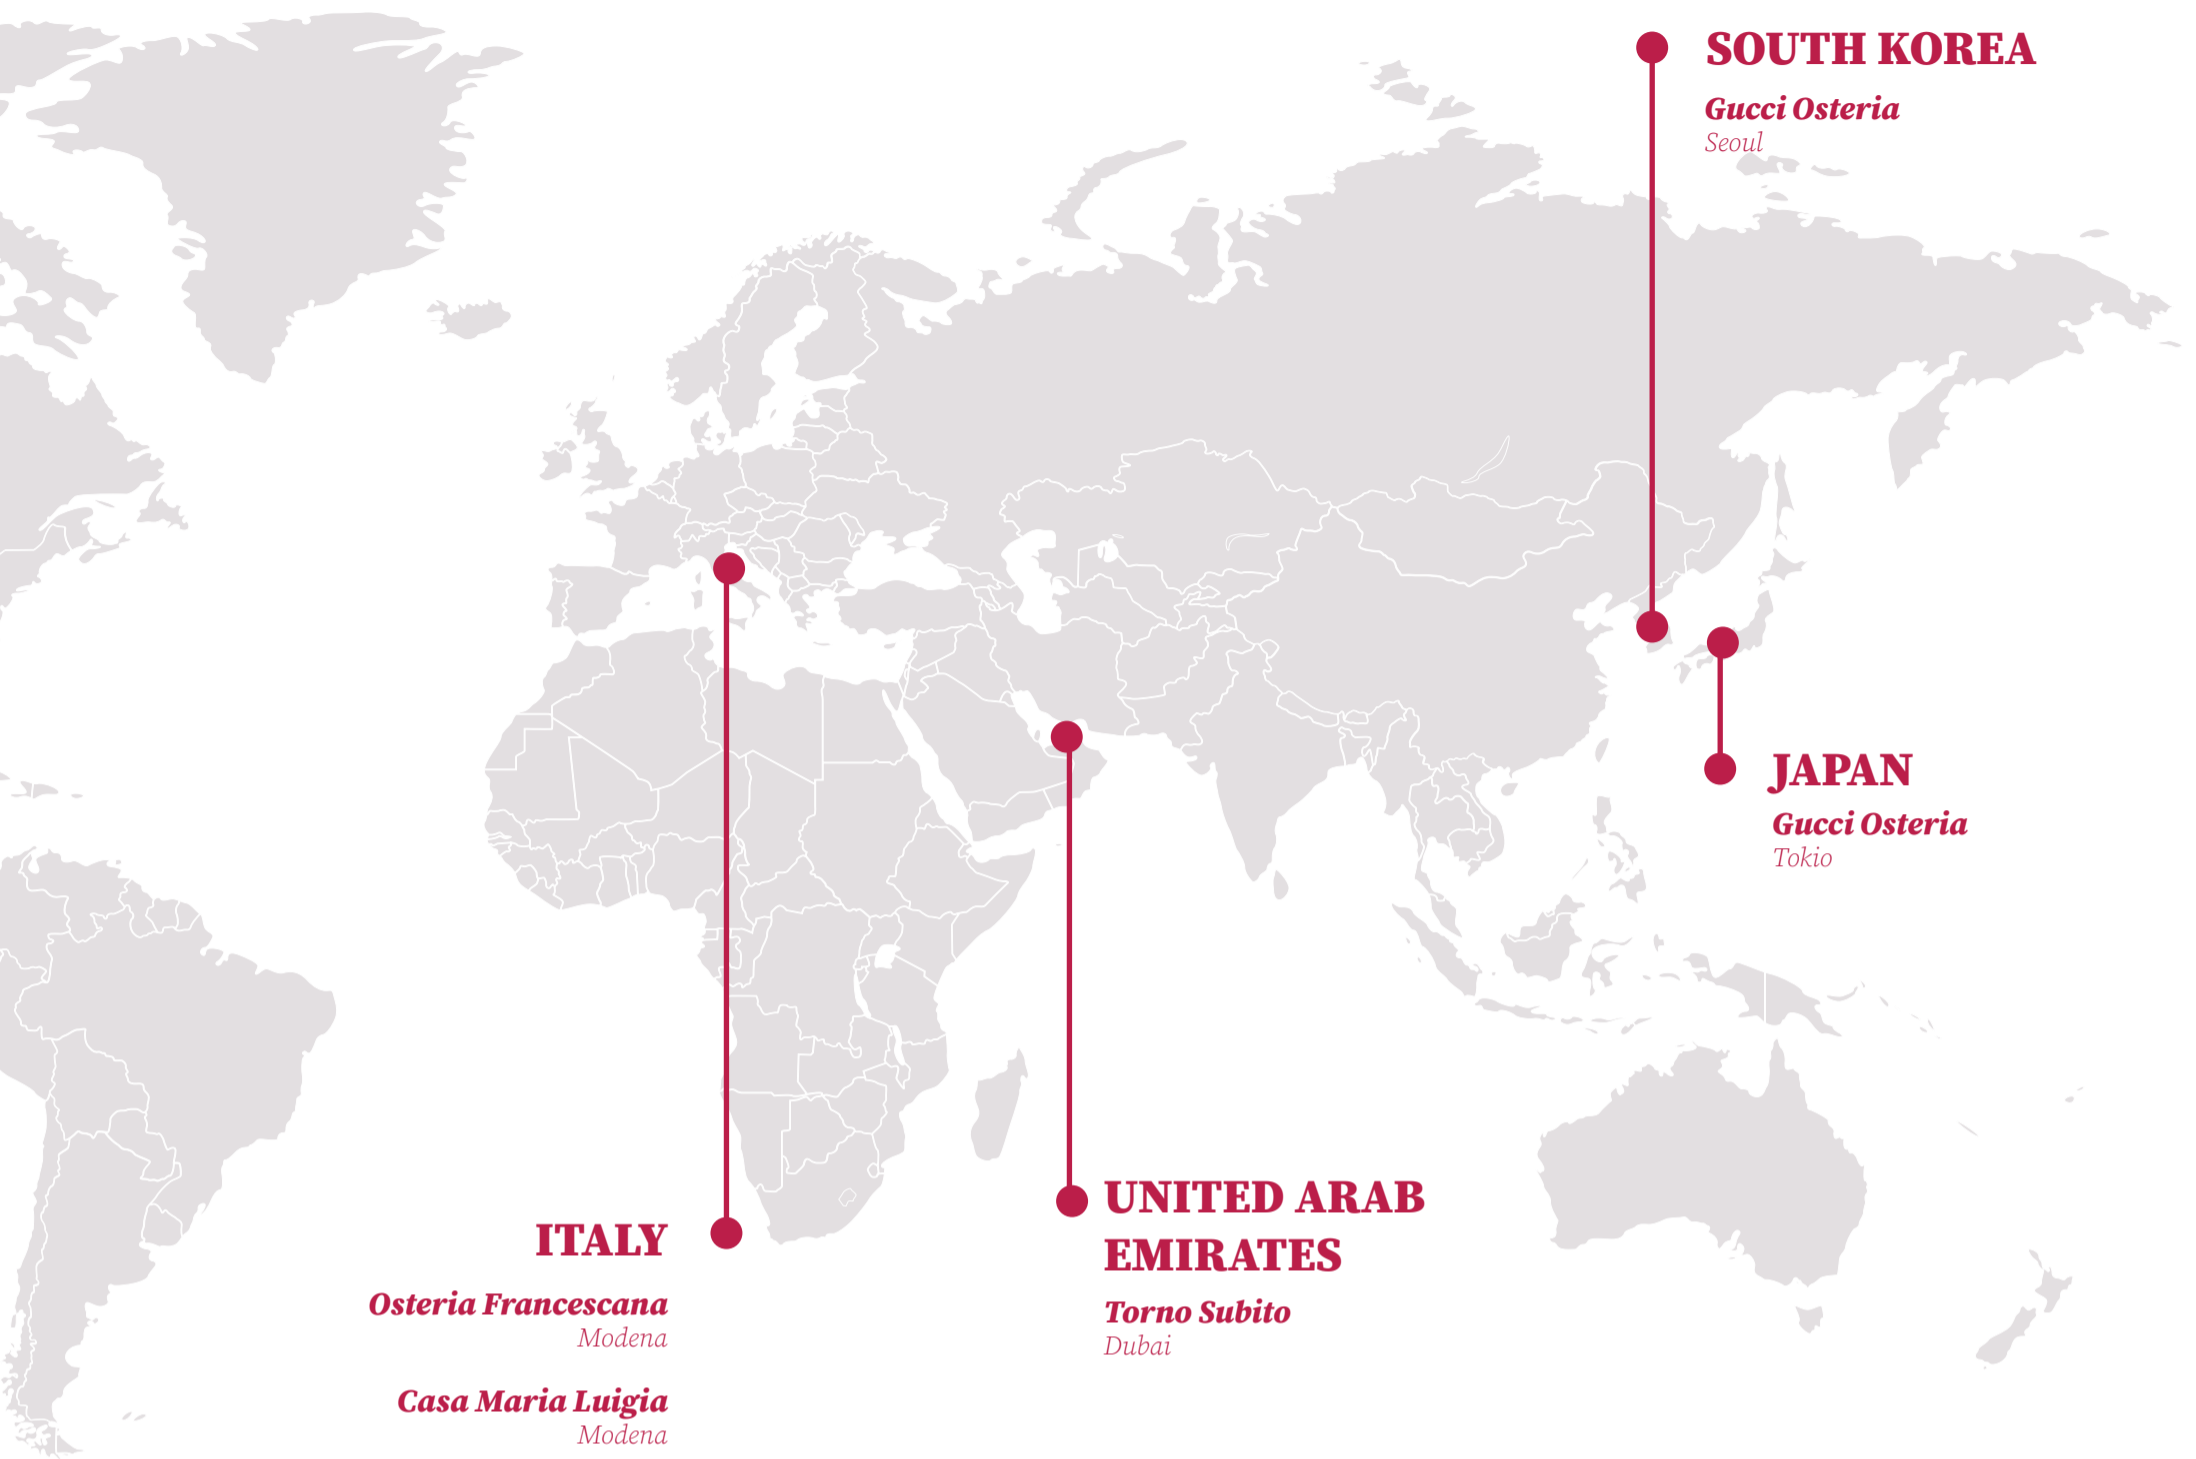 SOUTH KOREA
Gucci Osteria
Seoul
JAPAN
Gucci Osteria
Tokio
UNITED ARAB
EMIRATES
Torno Subito
Dubai
ITALY
Osteria Francescana
Modena
Casa Maria Luigia
Modena